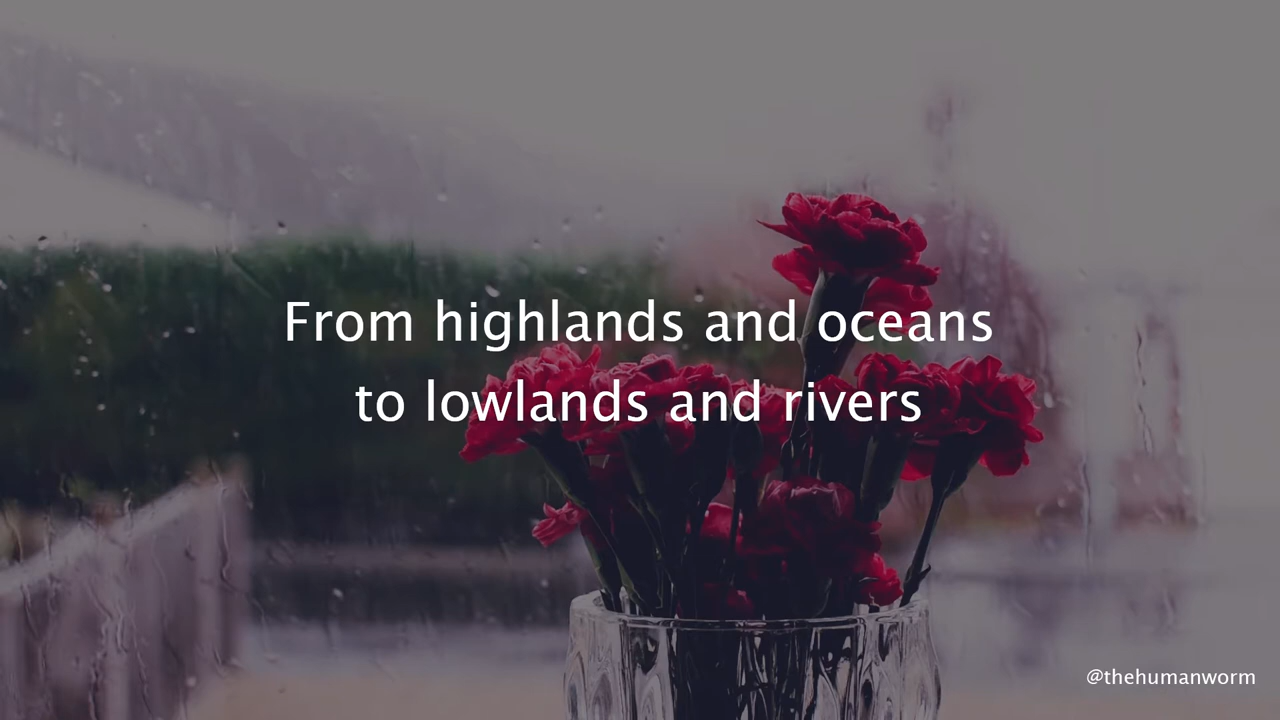 From highlands and oceans
to lowlands and rivers
@thehumanworm